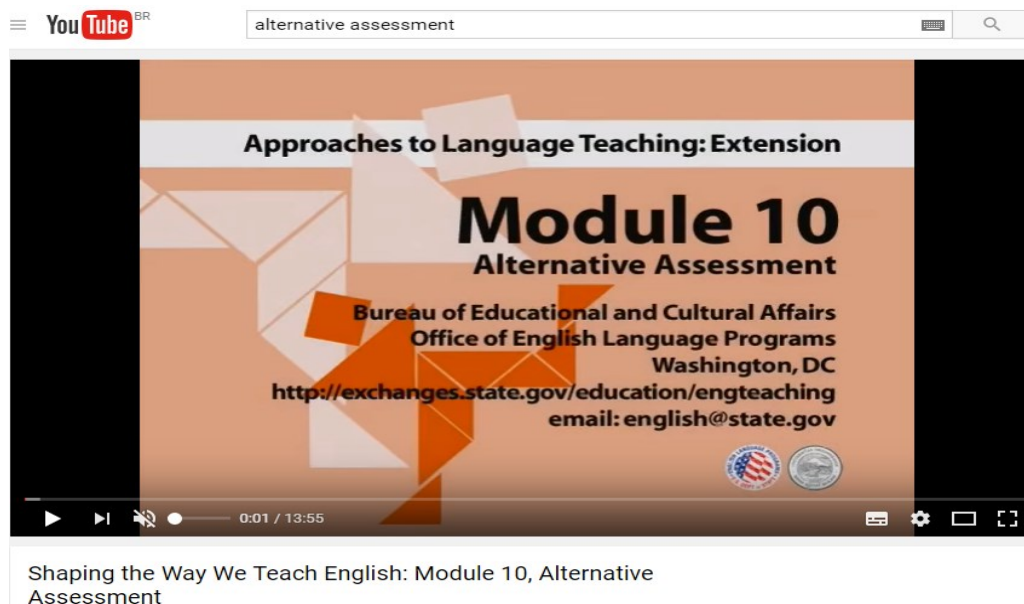 YouTube BR
alternative assessment
Approaches to Language Teaching: Extension
Module 10
Alternative Assessment
Bureau of Educational and Cultural Affairs
Office of English Language Programs
Washington, DC
http://exchanges.state.gov/education/engteaching
email: english@state.gov
0:01 / 13:55
Shaping the Way We Teach English: Module 10, Alternative
Assessment